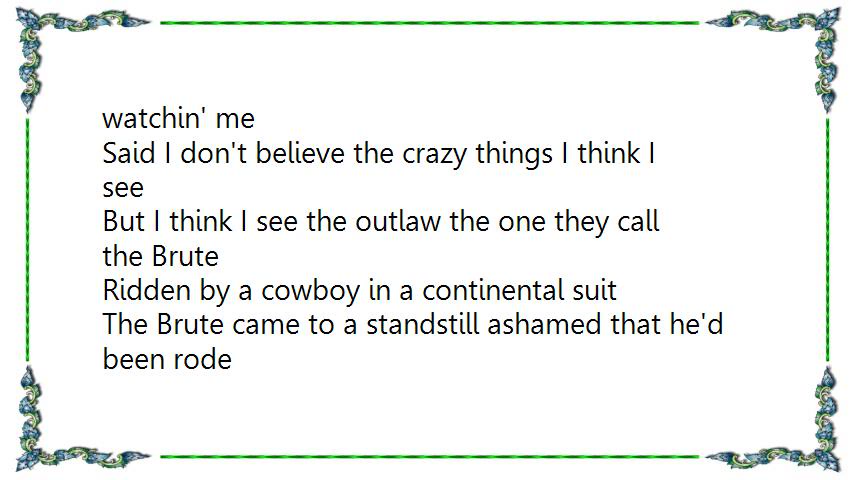 watchin' me
Said I don't believe the crazy things I think I
see
But I think I see the outlaw the one they call
the Brute
Ridden by a cowboy in a continental suit
The Brute came to a standstill ashamed that he'd
been rode